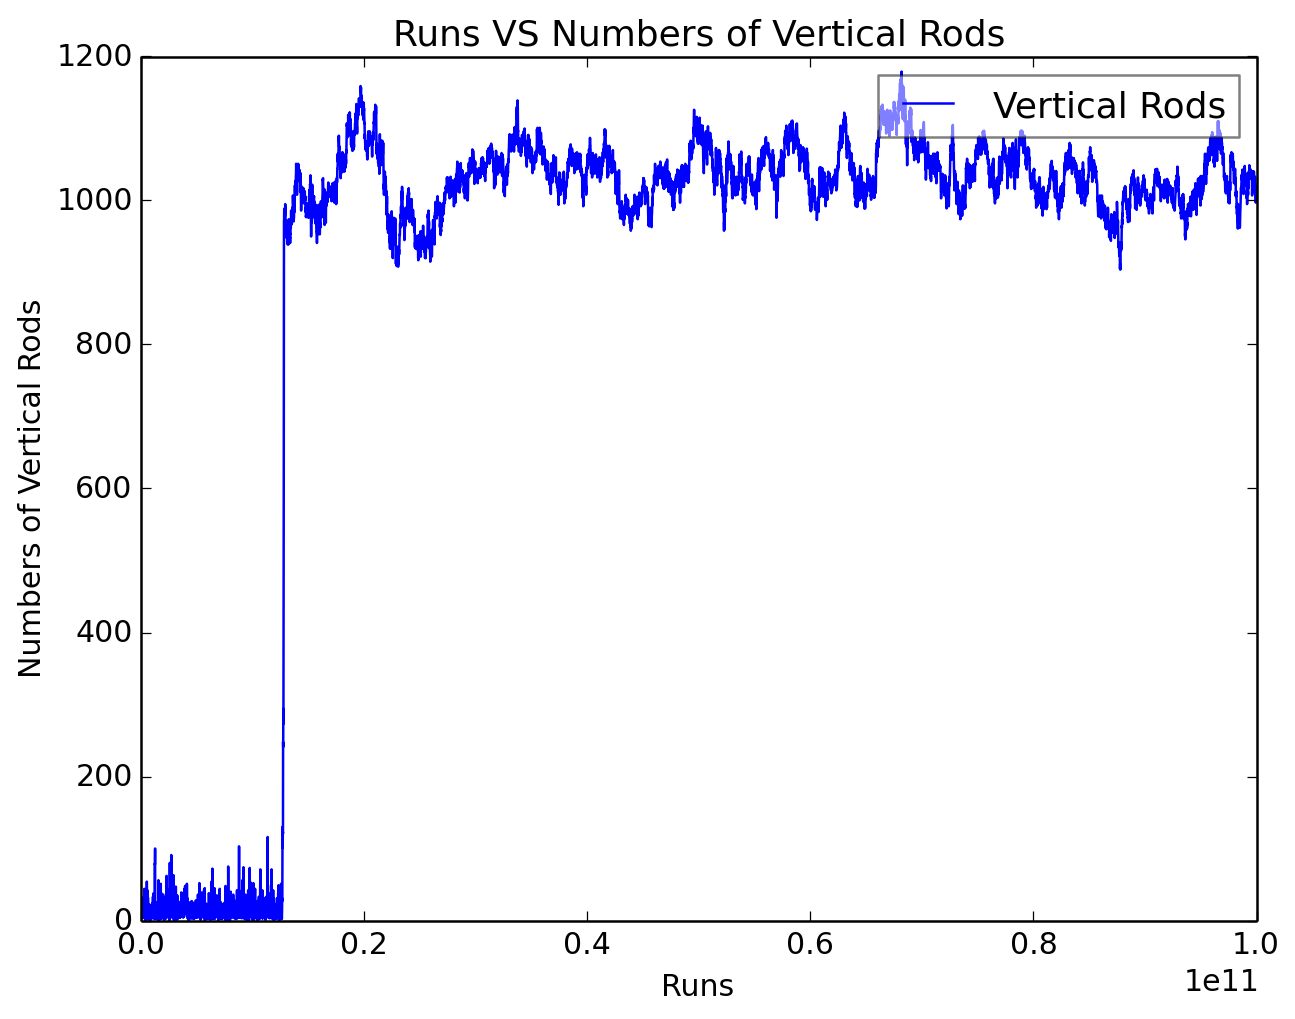 Runs VS Numbers of Vertical Rods
1200
Vertical Rods
1000
800
600
400
200
0
Numbers of Vertical Rods
0.0 0.2 0.4 0.6 0.8 1.0
Runs
1e11